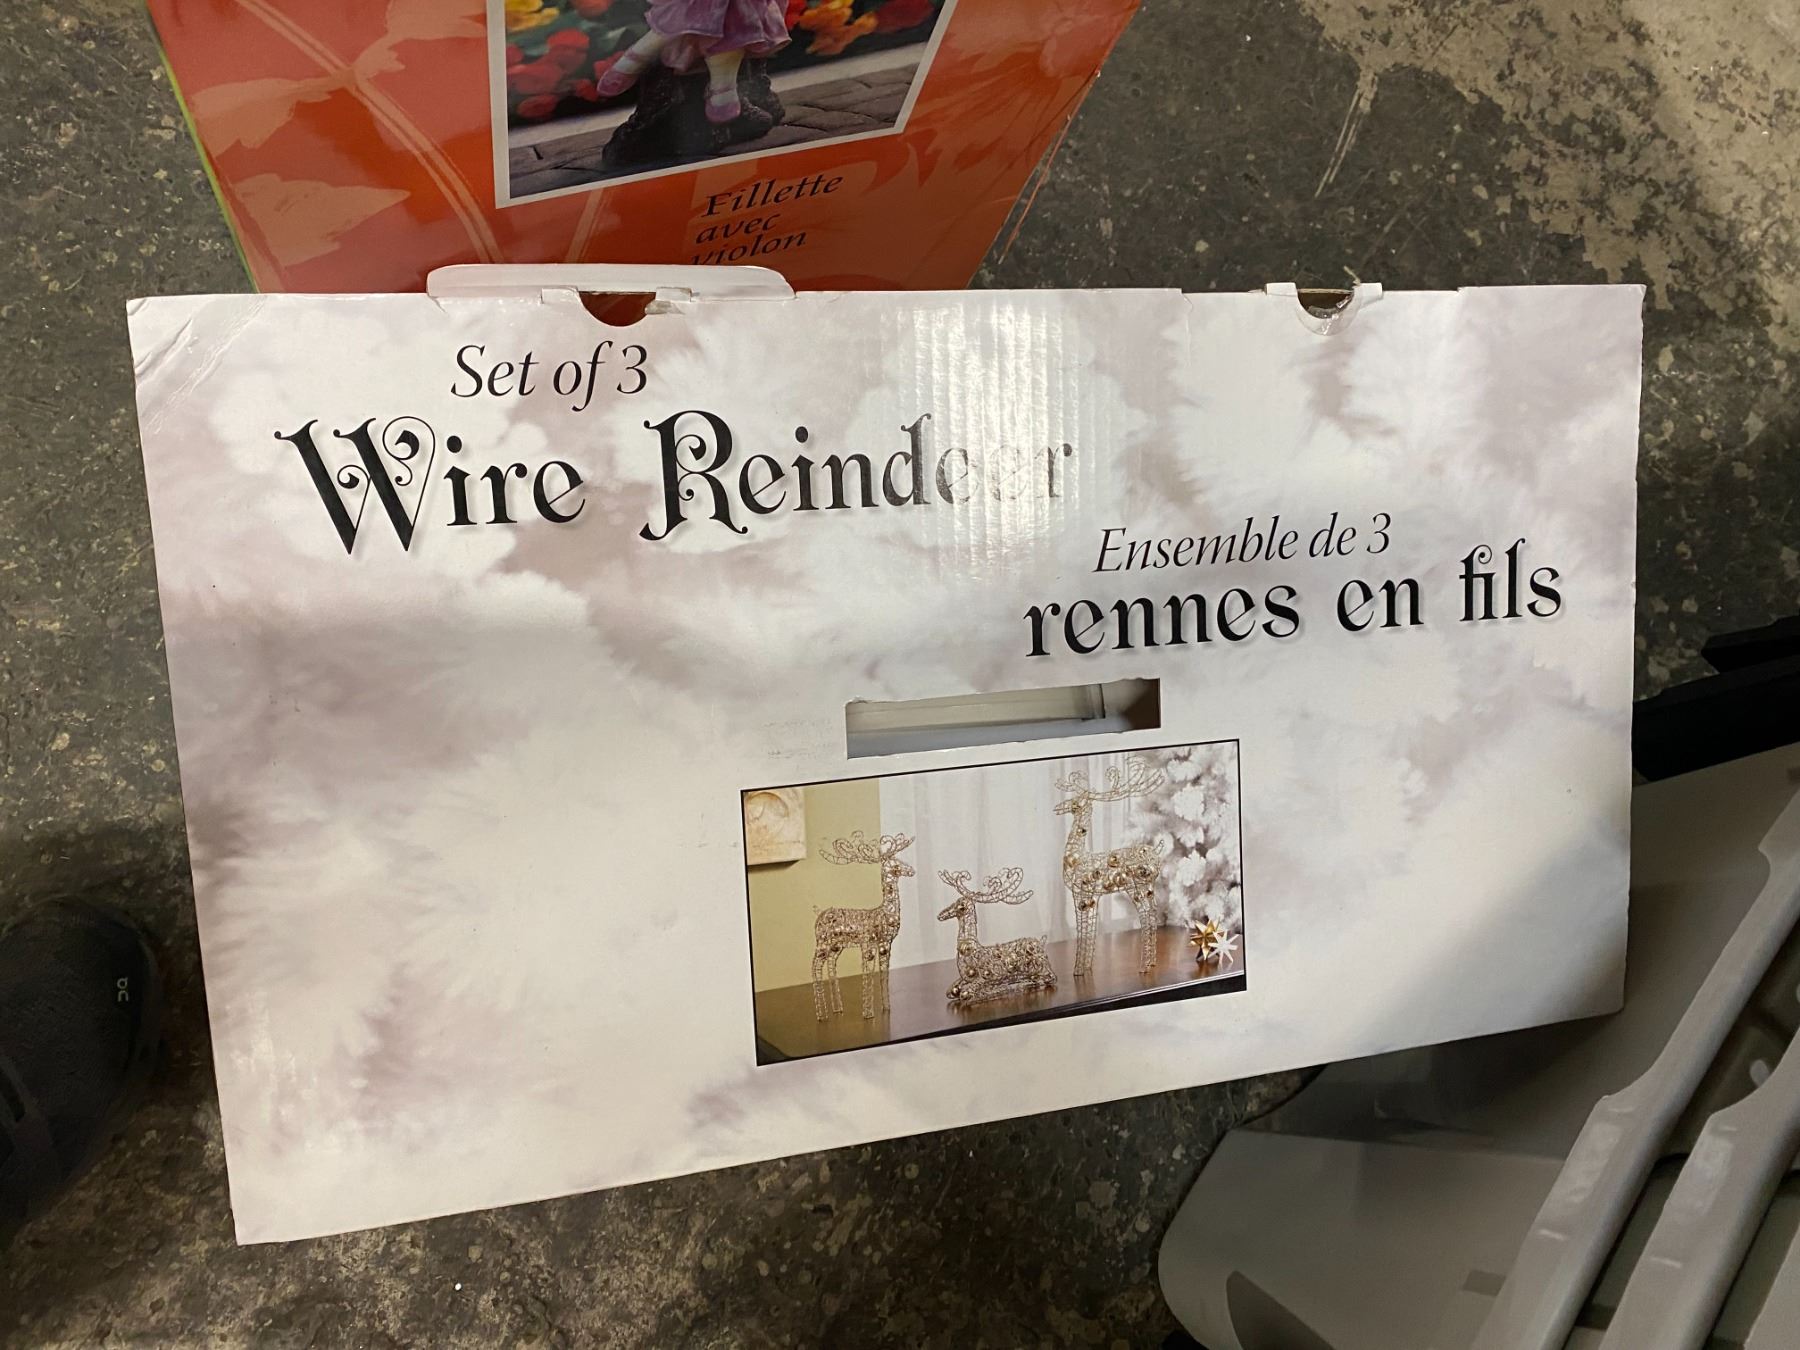 Fillette
avec
violon
Set of 3
Wire Reindeer
Ensemble de 3
rennes en fils